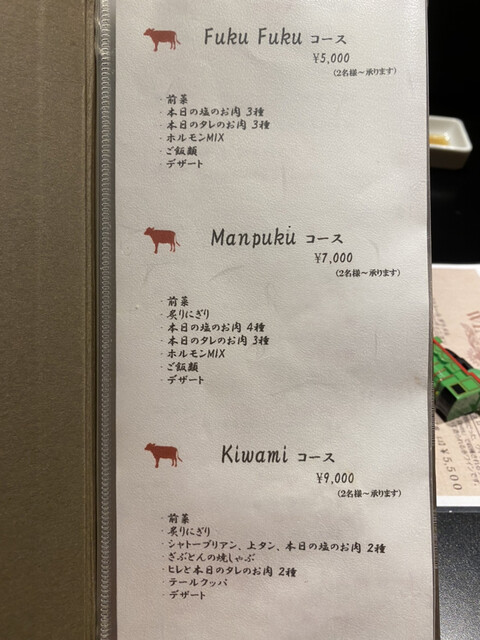 Fuku Fuku コース
¥5,000
(2名様～承ります)
・前菜
・本日の塩のお肉 3種
・本日のタレのお肉 3種
・ホルモンMIX
・ご飯類
・デザート
Manpuku コース
¥7,000
(2名様～承ります)
・前菜
・炙りにぎり
・本日の塩のお肉 4種
・本日のタレのお肉 3種
・ホルモンMIX
・ご飯類
・デザート
Kiwami コース
¥9,000
(2名様～承ります)
・前菜
・炙りにぎり
・シャトーブリアン、上タン、本日の塩のお肉 2種
・ざぶとんの焼しゃぶ
・ヒレと本日のタレのお肉 2種
・テールクッパ
・デザート
¥5,500